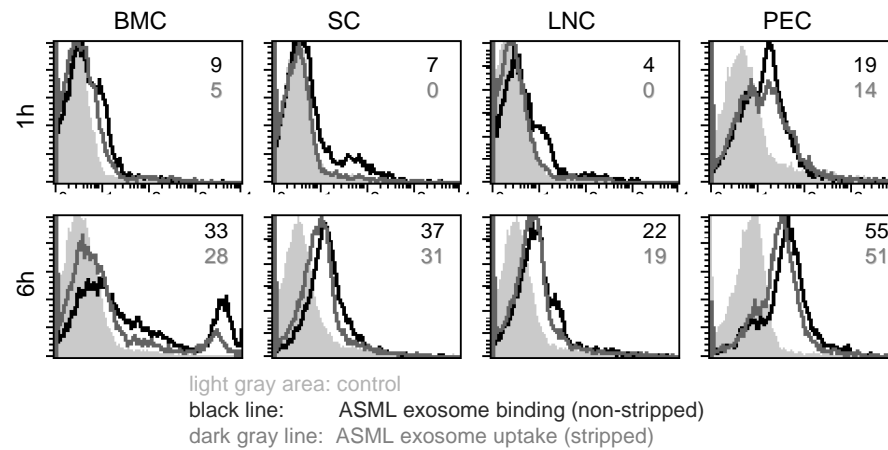 BMC SC LNC PEC
1h
9
5
7
0
4
0
19
14
6h
33
28
37
31
22
19
55
51
light gray area: control
black line: ASML exosome binding (non-stripped)
dark gray line: ASML exosome uptake (stripped)